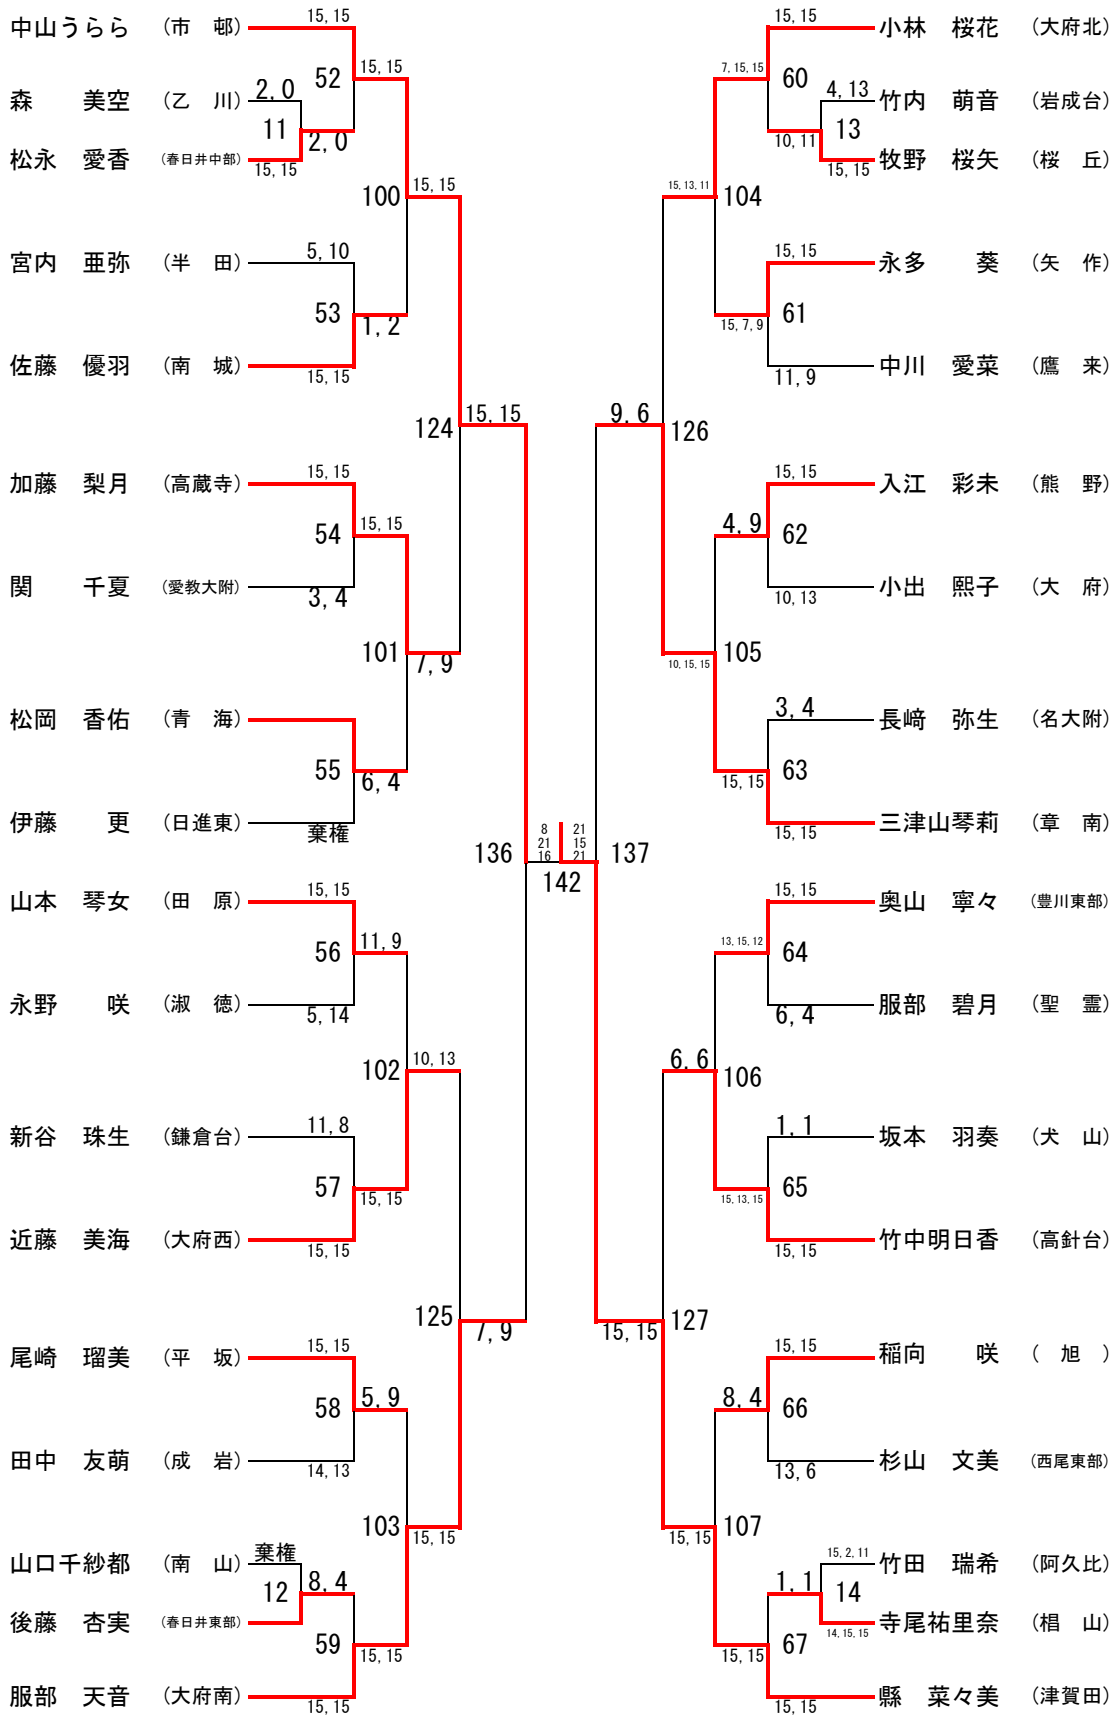 中山うらら （市　邨） 15, 15
52 15, 15
森　　美空 （乙　川） 2, 0
11 2, 0
松永　愛香 （春日井中部） 15, 15
100 15, 15
宮内　亜弥 （半　田） 5, 10
53 1, 2
佐藤　優羽 （南　城） 15, 15
124 15, 15
加藤　梨月 （高蔵寺） 15, 15
54 15, 15
関　　千夏 （愛教大附） 3, 4
101 7, 9
松岡　香佑 （青　海）
55 6, 4
伊藤　　更 （日進東） 棄権
136
山本　琴女 （田　原） 15, 15
56 11, 9
永野　　咲 （淑　徳） 5, 14
102 10, 13
新谷　珠生 （鎌倉台） 11, 8
57 15, 15
近藤　美海 （大府西） 15, 15
125 7, 9
尾崎　瑠美 （平　坂） 15, 15
58 5, 9
田中　友萌 （成　岩） 14, 13
103 15, 15
山口千紗都 （南　山） 棄権
12 8, 4
後藤　杏実 （春日井東部）
59 15, 15
服部　天音 （大府南） 15, 15
8 21
21 15
16 21
142
15, 15 小林　桜花 （大府北）
7, 15, 15 60
4, 13 竹内　萌音 （岩成台）
10, 11 13
15, 15 牧野　桜矢 （桜　丘）
15, 13, 11 104
15, 15 永多　　葵 （矢　作）
15, 7, 9 61
11, 9 中川　愛菜 （鷹　来）
9, 6 126
15, 15 入江　彩未 （熊　野）
4, 9 62
10, 13 小出　熙子 （大　府）
10, 15, 15 105
3, 4 長﨑　弥生 （名大附）
15, 15 63
15, 15 三津山琴莉 （章　南）
137
15, 15 奥山　寧々 （豊川東部）
13, 15, 12 64
6, 4 服部　碧月 （聖　霊）
6, 6 106
1, 1 坂本　羽奏 （犬　山）
15, 13, 15 65
15, 15 竹中明日香 （高針台）
15, 15 127
15, 15 稲向　　咲 （　旭　）
8, 4 66
13, 6 杉山　文美 （西尾東部）
15, 15 107
15, 2, 11 竹田　瑞希 （阿久比）
1, 1 14
14, 15, 15 寺尾祐里奈 （椙　山）
15, 15 67
15, 15 縣　菜々美 （津賀田）